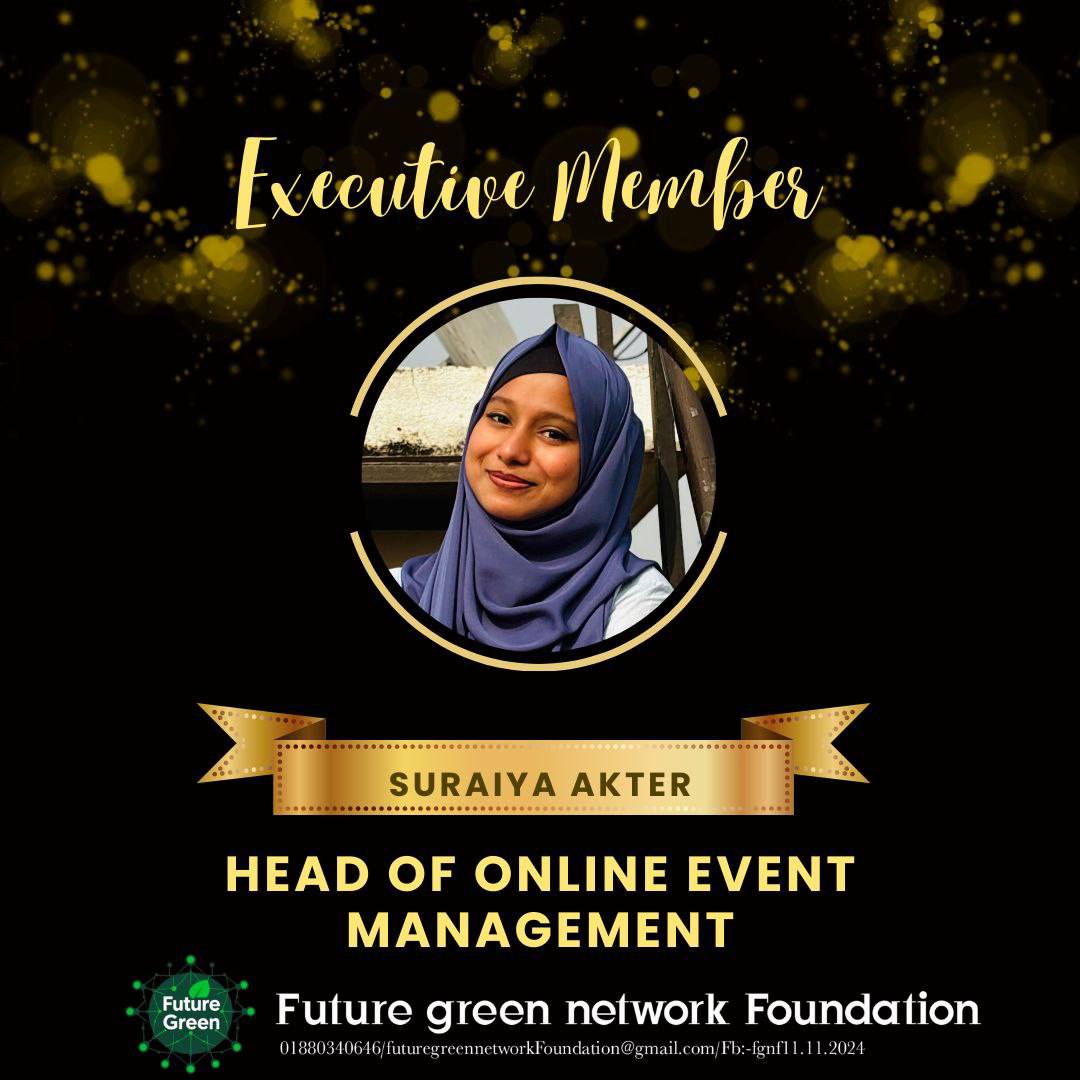 Executive Member
SURAIYA AKTER
HEAD OF ONLINE EVENT
MANAGEMENT
Future
Green
Future green network Foundation
01880340646/futuregreennetworkFoundation@gmail.com/Fb:-fgnf11.11.2024